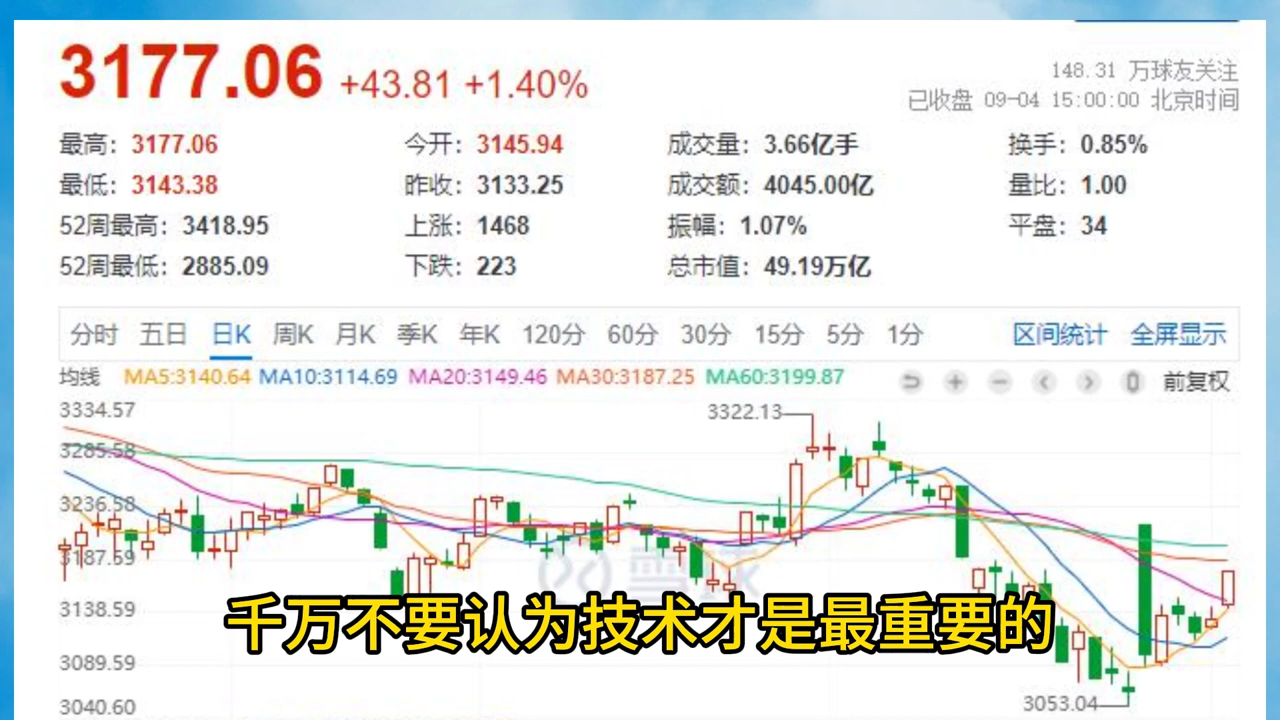 3177.06 +43.81 +1.40%
148.31 万球友关注
已收盘 09-04 15:00:00 北京时间
最高：3177.06 今开：3145.94 成交量：3.66亿手 换手：0.85%
最低：3143.38 昨收：3133.25 成交额：4045.00亿 量比：1.00
52周最高：3418.95 上涨：1468 振幅：1.07% 平盘：34
52周最低：2885.09 下跌：223 总市值：49.19万亿
分时 五日 日K 周K 月K 季K 年K 120分 60分 30分 15分 5分 1分 区间统计 全屏显示
均线 MA5:3140.64 MA10:3114.69 MA20:3149.46 MA30:3187.25 MA60:3199.87 前复权
3334.57
3322.13
3285.58
3236.58
3187.59
雪球
3138.59
千万不要认为技术才是最重要的
3089.59
3053.04
3040.60